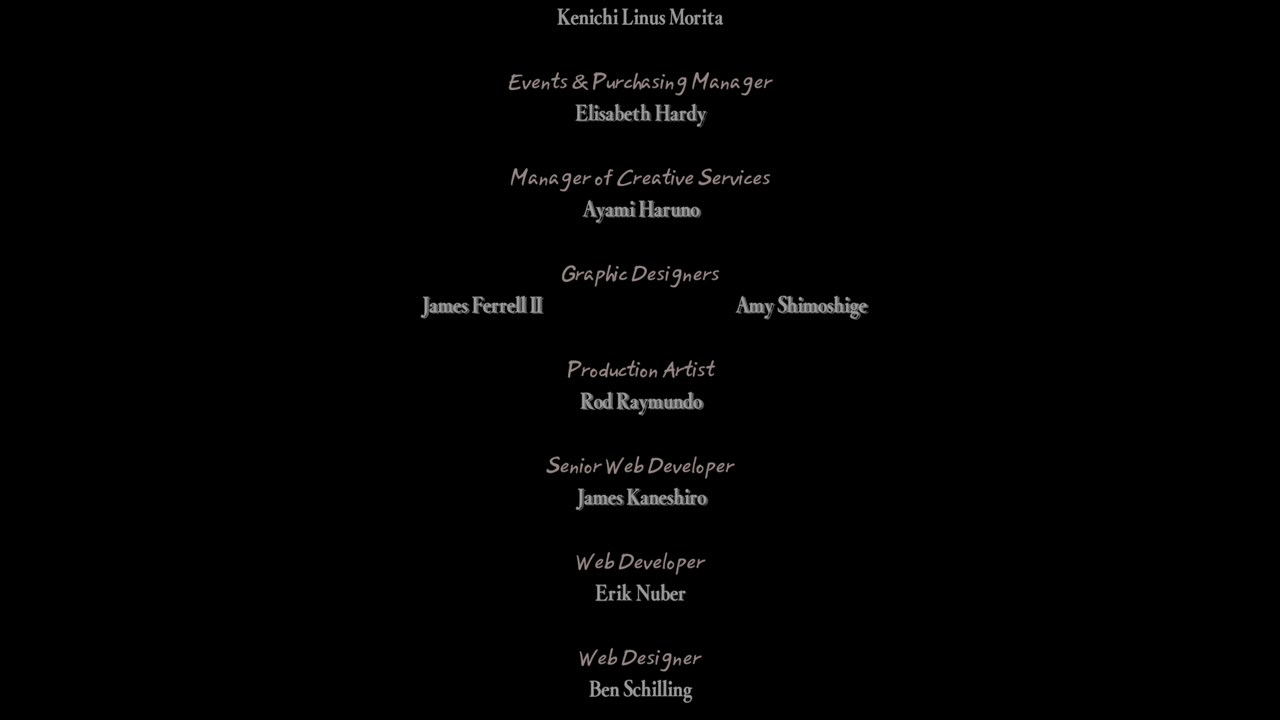 Kenichi Linus Morita
Events & Purchasing Manager
Elisabeth Hardy
Manager of Creative Services
Ayami Haruno
Graphic Designers
James Ferrell II Amy Shimoshige
Production Artist
Rod Raymundo
Senior Web Developer
James Kaneshiro
Web Developer
Erik Nuber
Web Designer
Ben Schilling